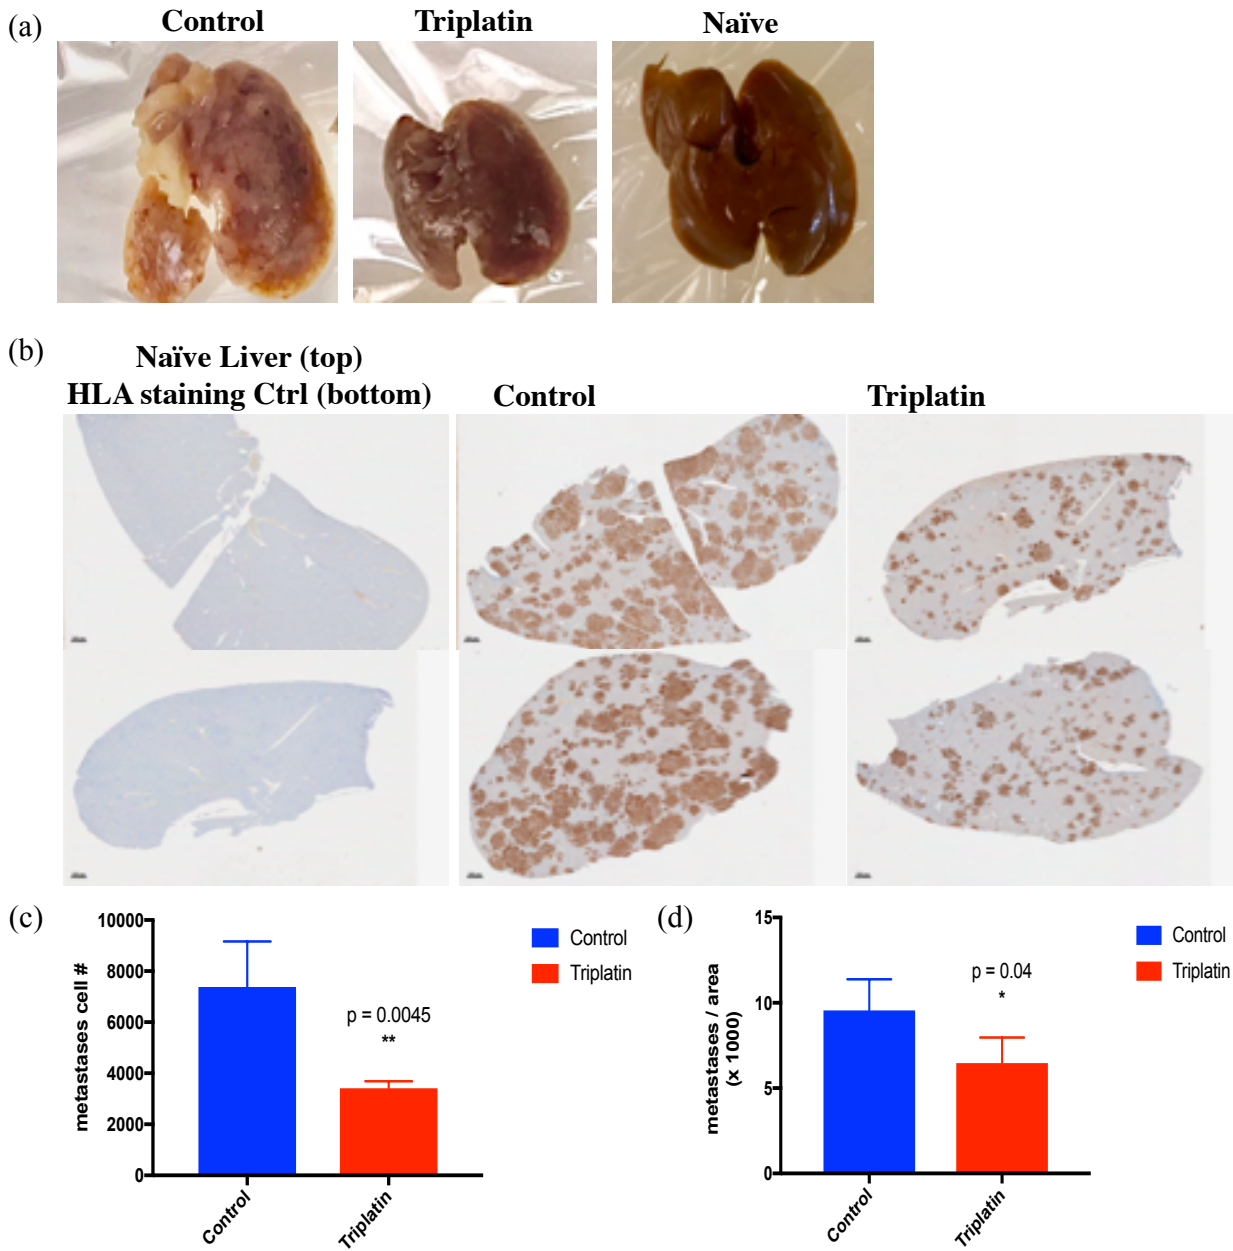 (a)
Control
Triplatin
Naïve
(b)
Naïve Liver (top)
HLA staining Ctrl (bottom)
Control
Triplatin
(c)
10000
8000
6000
4000
2000
0
metastases cell #
p = 0.0045
**
Control
Triplatin
Control
Triplatin
(d)
15
10
5
0
metastases / area
(x 1000)
p = 0.04
*
Control
Triplatin
Control
Triplatin